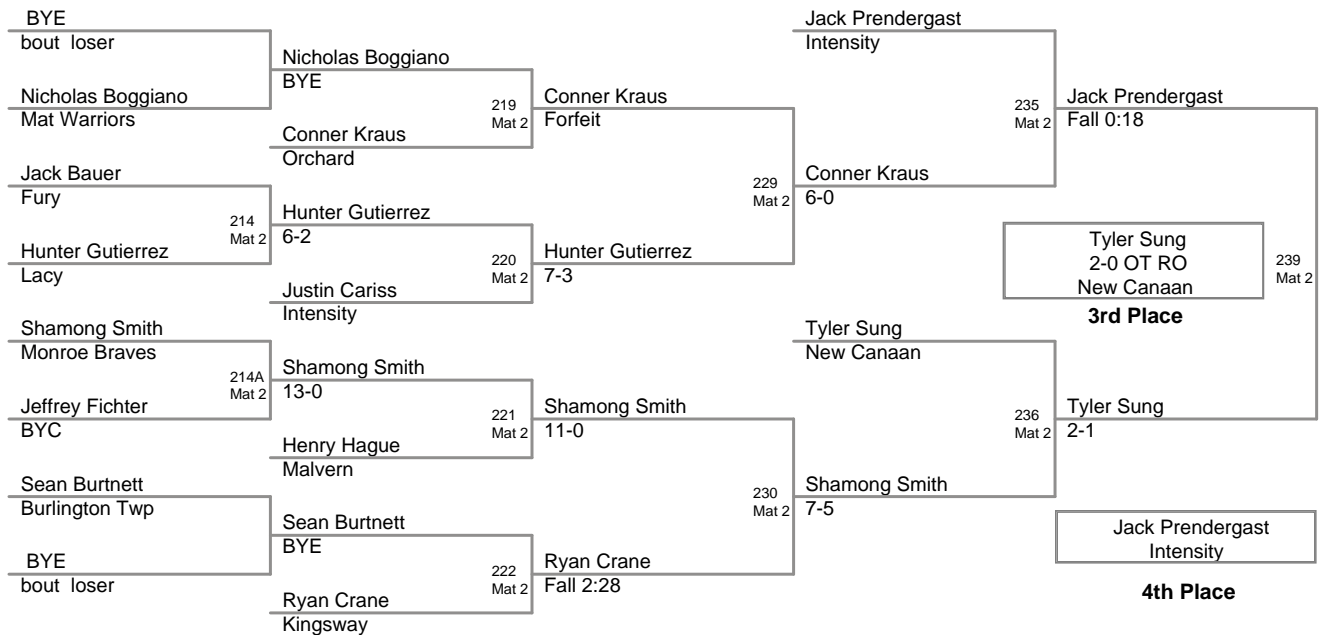 BYE
bout  loser
Nicholas Boggiano
Mat Warriors
Jack Bauer
Fury
Hunter Gutierrez
Lacy
Shamong Smith
Monroe Braves
Jeffrey Fichter
BYC
Sean Burtnett
Burlington Twp
BYE
bout  loser
214
Mat 2
214A
Mat 2
Nicholas Boggiano
BYE
Conner Kraus
Orchard
Hunter Gutierrez
6-2
Justin Cariss
Intensity
Shamong Smith
13-0
Henry Hague
Malvern
Sean Burtnett
BYE
Ryan Crane
Kingsway
219
Mat 2
220
Mat 2
221
Mat 2
222
Mat 2
Conner Kraus
Forfeit
Hunter Gutierrez
7-3
Shamong Smith
11-0
Ryan Crane
Fall 2:28
229
Mat 2
230
Mat 2
Jack Prendergast
Intensity
Conner Kraus
6-0
Tyler Sung
New Canaan
Shamong Smith
7-5
235
Mat 2
236
Mat 2
Jack Prendergast
Fall 0:18
Tyler Sung
2-1
239
Mat 2
Tyler Sung
2-0 OT RO
New Canaan
3rd Place
Jack Prendergast
Intensity
4th Place